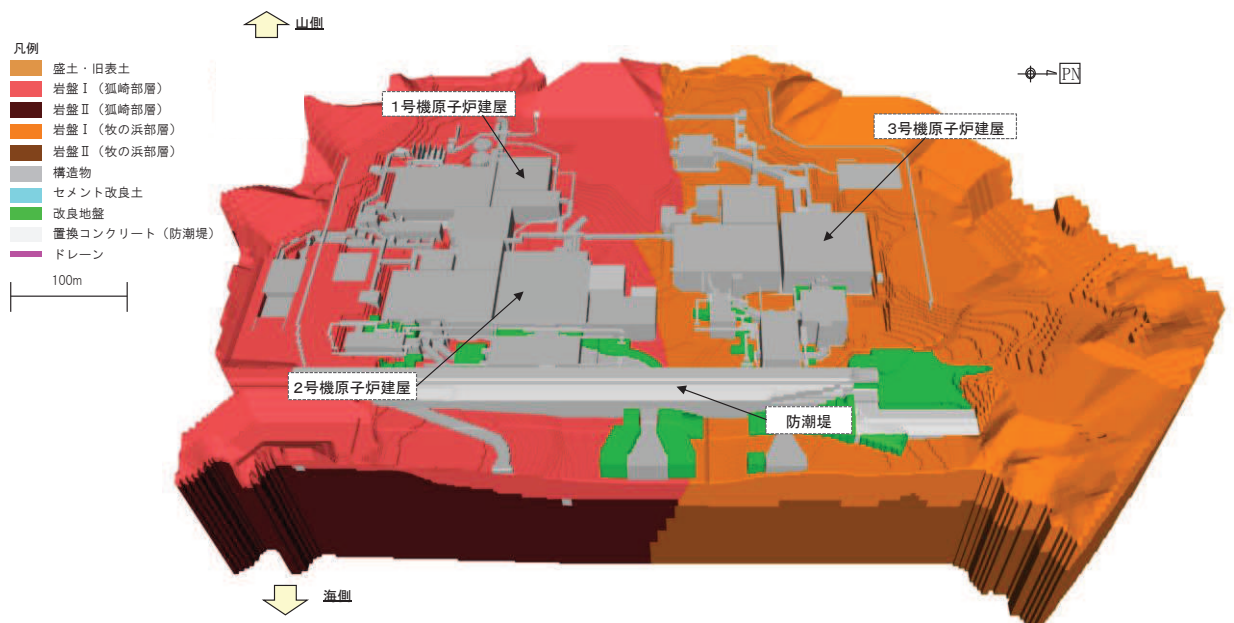 山側
凡例
盛土・旧表土
岩盤Ⅰ（狐崎部層）
岩盤Ⅱ（狐崎部層）
岩盤Ⅰ（牧の浜部層）
岩盤Ⅱ（牧の浜部層）
構造物
セメント改良土
改良地盤
置換コンクリート（防潮堤）
ドレーン
100m
PN
1号機原子炉建屋
3号機原子炉建屋
2号機原子炉建屋
防潮堤
海側